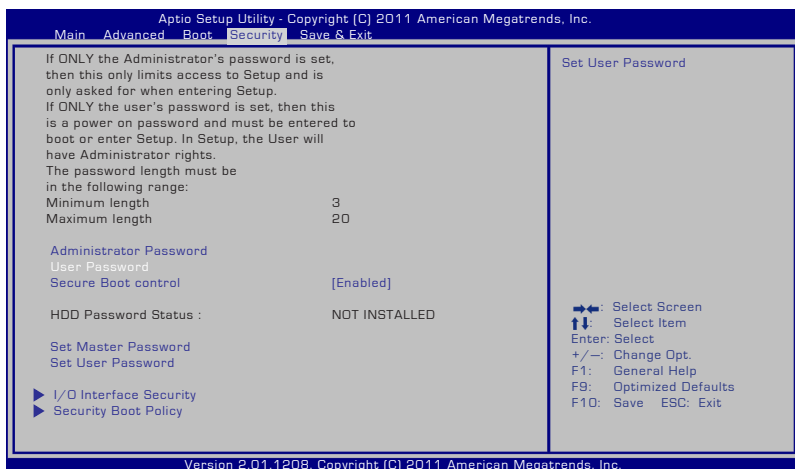 Aptio Setup Utility - Copyright (C) 2011 American Megatrends, Inc.
Main Advanced Boot Security Save & Exit
If ONLY the Administrator's password is set,
then this only limits access to Setup and is
only asked for when entering Setup.
If ONLY the user's password is set, then this
is a power on password and must be entered to
boot or enter Setup. In Setup, the User will
have Administrator rights.
The password length must be
in the following range:
Minimum length 3
Maximum length 20
Administrator Password
User Password
Secure Boot control [Enabled]
HDD Password Status : NOT INSTALLED
Set Master Password
Set User Password
I/O Interface Security
Security Boot Policy
Set User Password
→←: Select Screen
↑↓: Select Item
Enter: Select
+/−: Change Opt.
F1: General Help
F9: Optimized Defaults
F10: Save ESC: Exit
Version 2.01.1208. Copyright (C) 2011 American Megatrends, Inc.